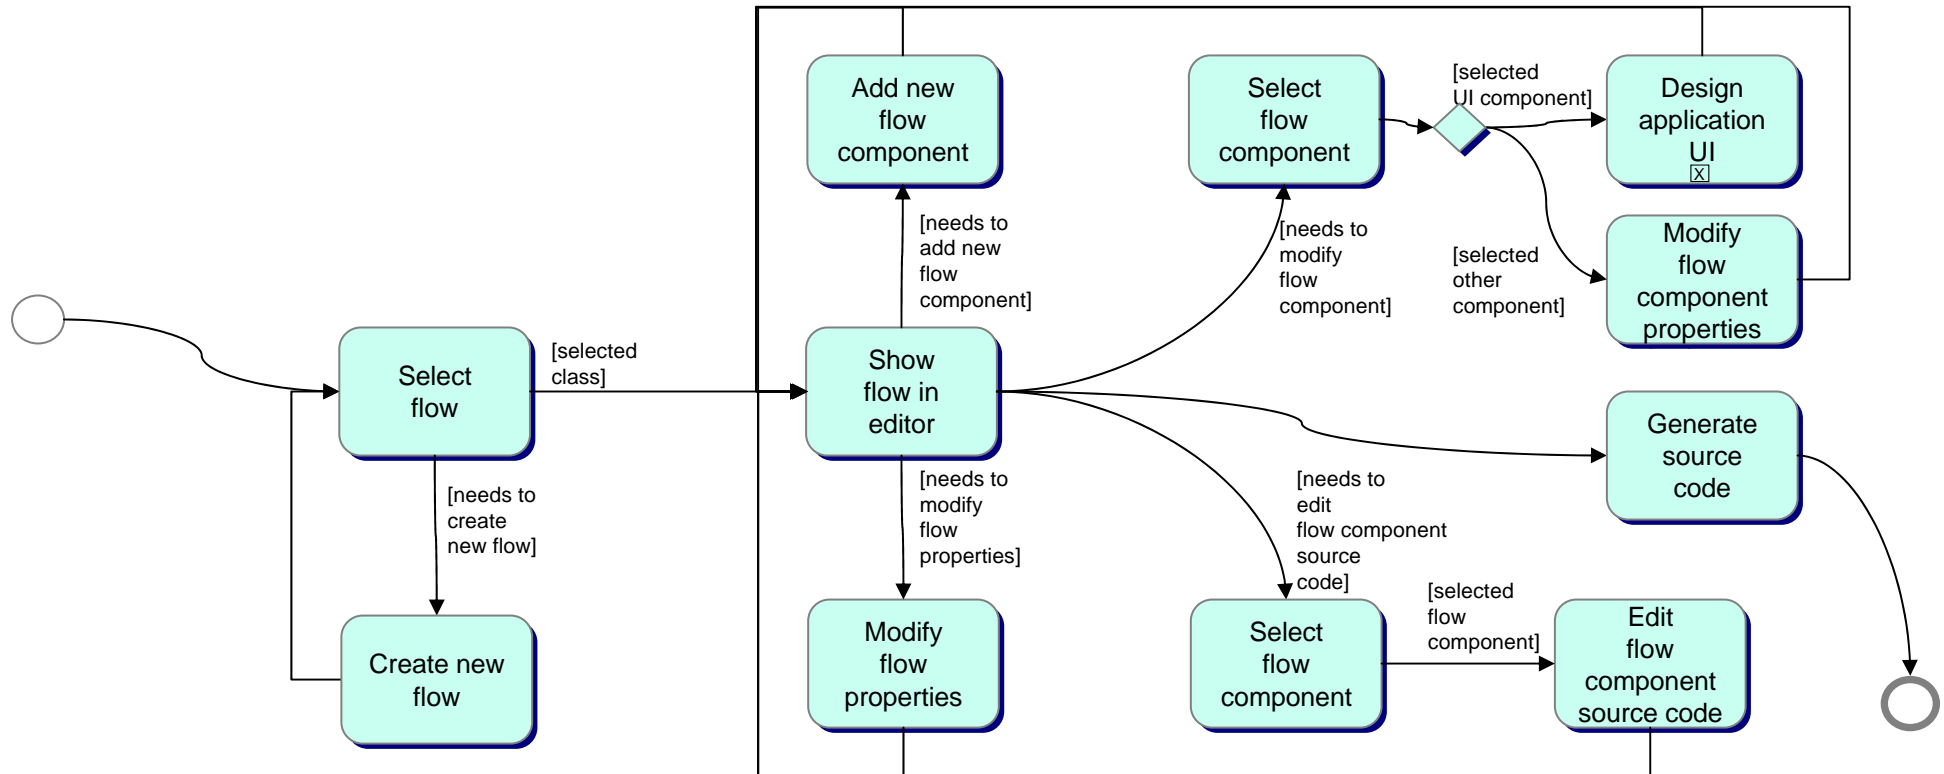 Add new
flow
component
Select
flow
component
[selected
UI component]
Design
application
UI
X
[needs to
add new
flow
component]
[needs to
modify
flow
component]
[selected
other
component]
Modify
flow
component
properties
Select
flow
[selected
class]
Show
flow in
editor
Generate
source
code
[needs to
create
new flow]
[needs to
modify
flow
properties]
[needs to
edit
flow component
source
code]
[selected
flow
component]
Create new
flow
Modify
flow
properties
Select
flow
component
Edit
flow
component
source code